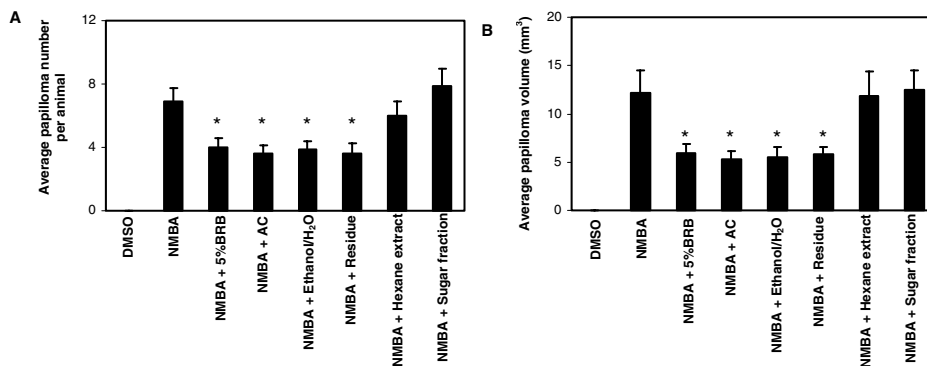 A
Average papilloma number
per animal
12
8
4
0
*
*
*
*
DMSO
NMBA
NMBA + 5%BRB
NMBA + AC
NMBA + Ethanol/H₂O
NMBA + Residue
NMBA + Hexane extract
NMBA + Sugar fraction
B
Average papilloma volume (mm³)
20
15
10
5
0
*
*
*
*
DMSO
NMBA
NMBA + 5%BRB
NMBA + AC
NMBA + Ethanol/H₂O
NMBA + Residue
NMBA + Hexane extract
NMBA + Sugar fraction